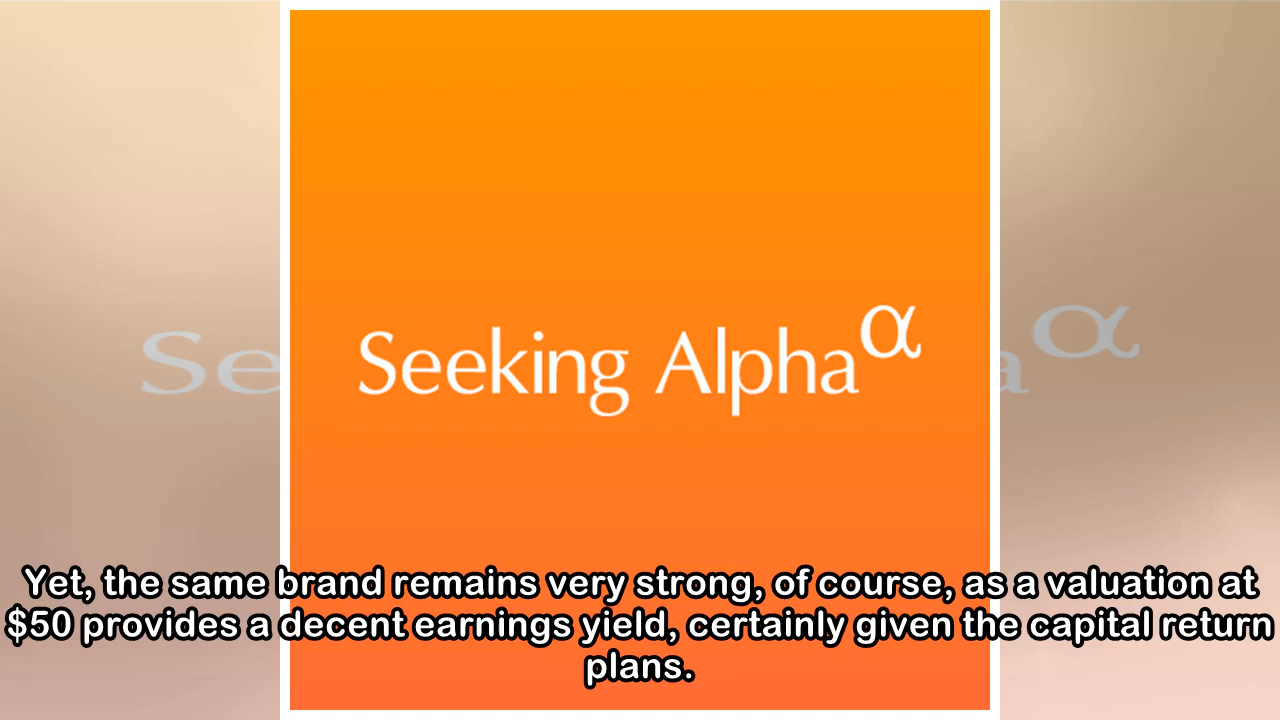 Seeking Alpha α
Yet, the same brand remains very strong, of course, as a valuation at
$50 provides a decent earnings yield, certainly given the capital return
plans.